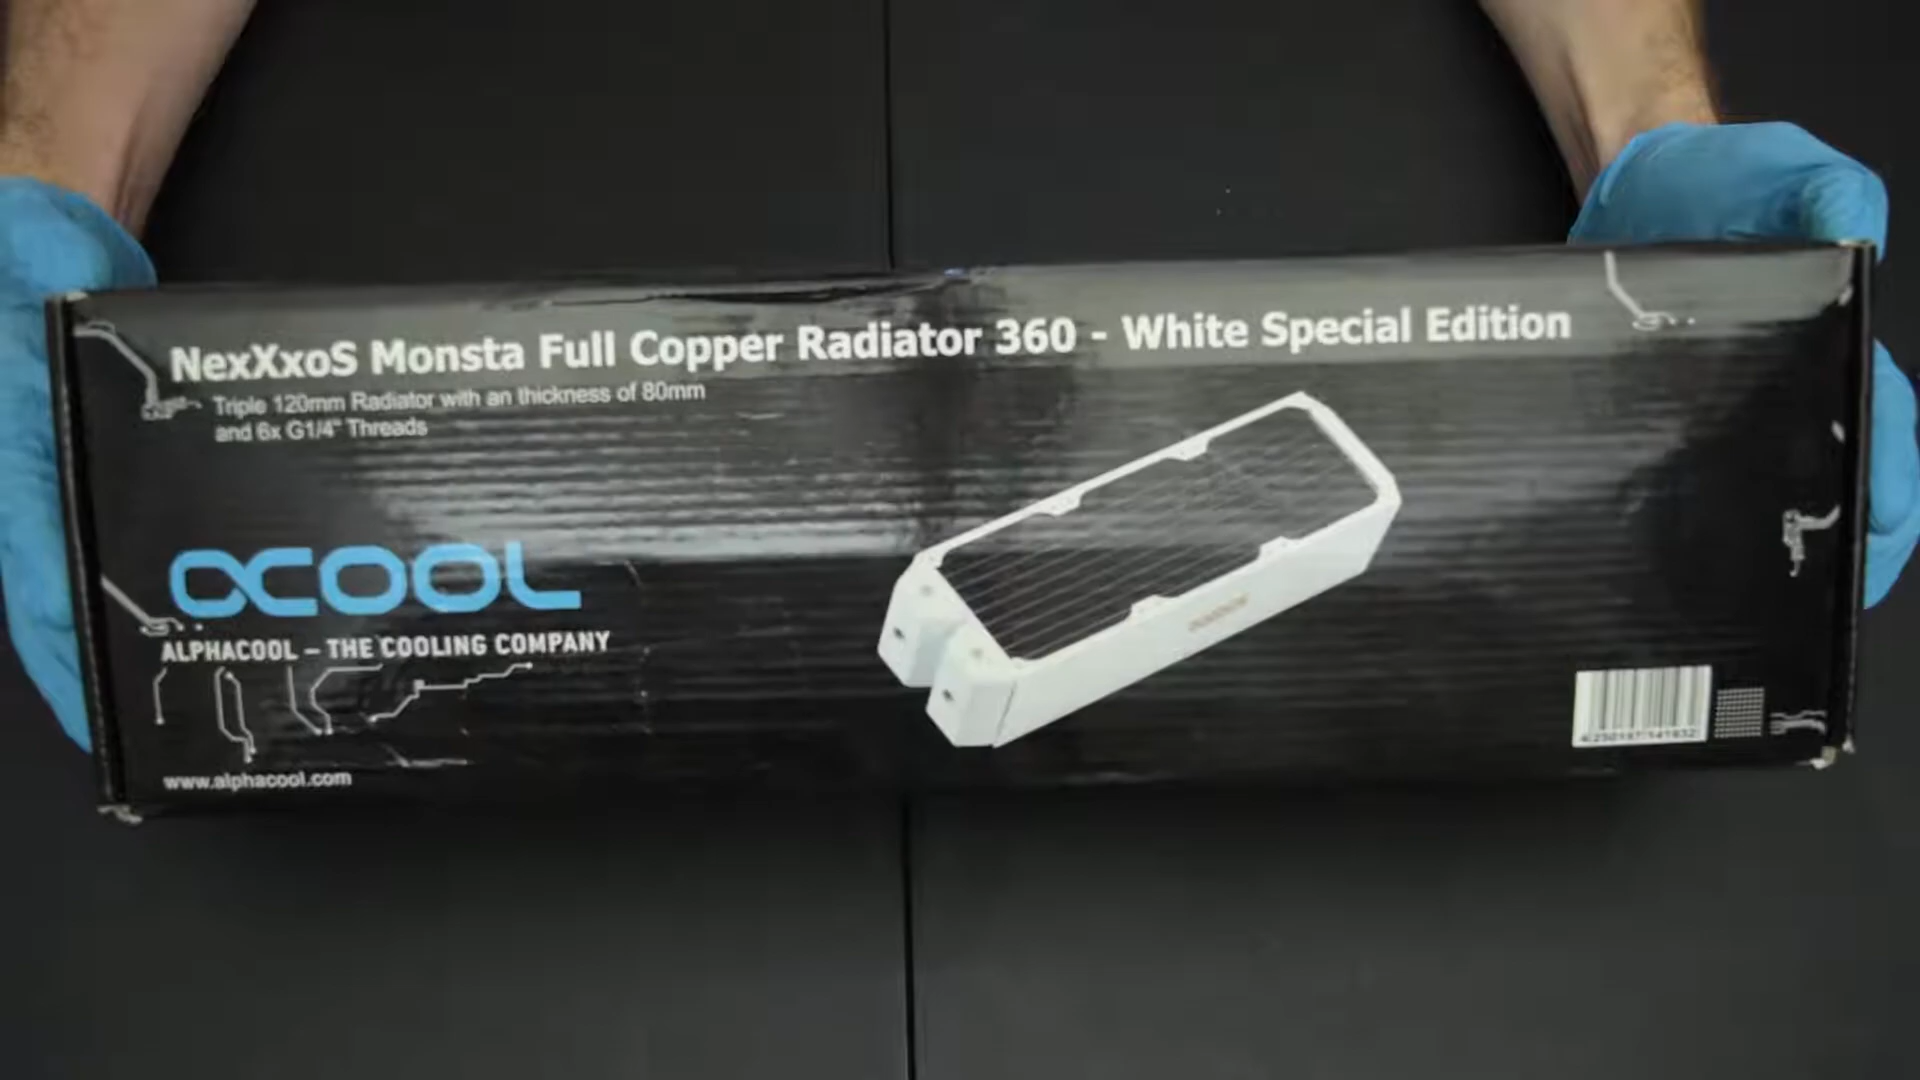 NexXxoS Monsta Full Copper Radiator 360 - White Special Edition
Triple 120mm Radiator with an thickness of 80mm
and 6x G1/4" Threads
αCOOL
ALPHACOOL – THE COOLING COMPANY
www.alphacool.com